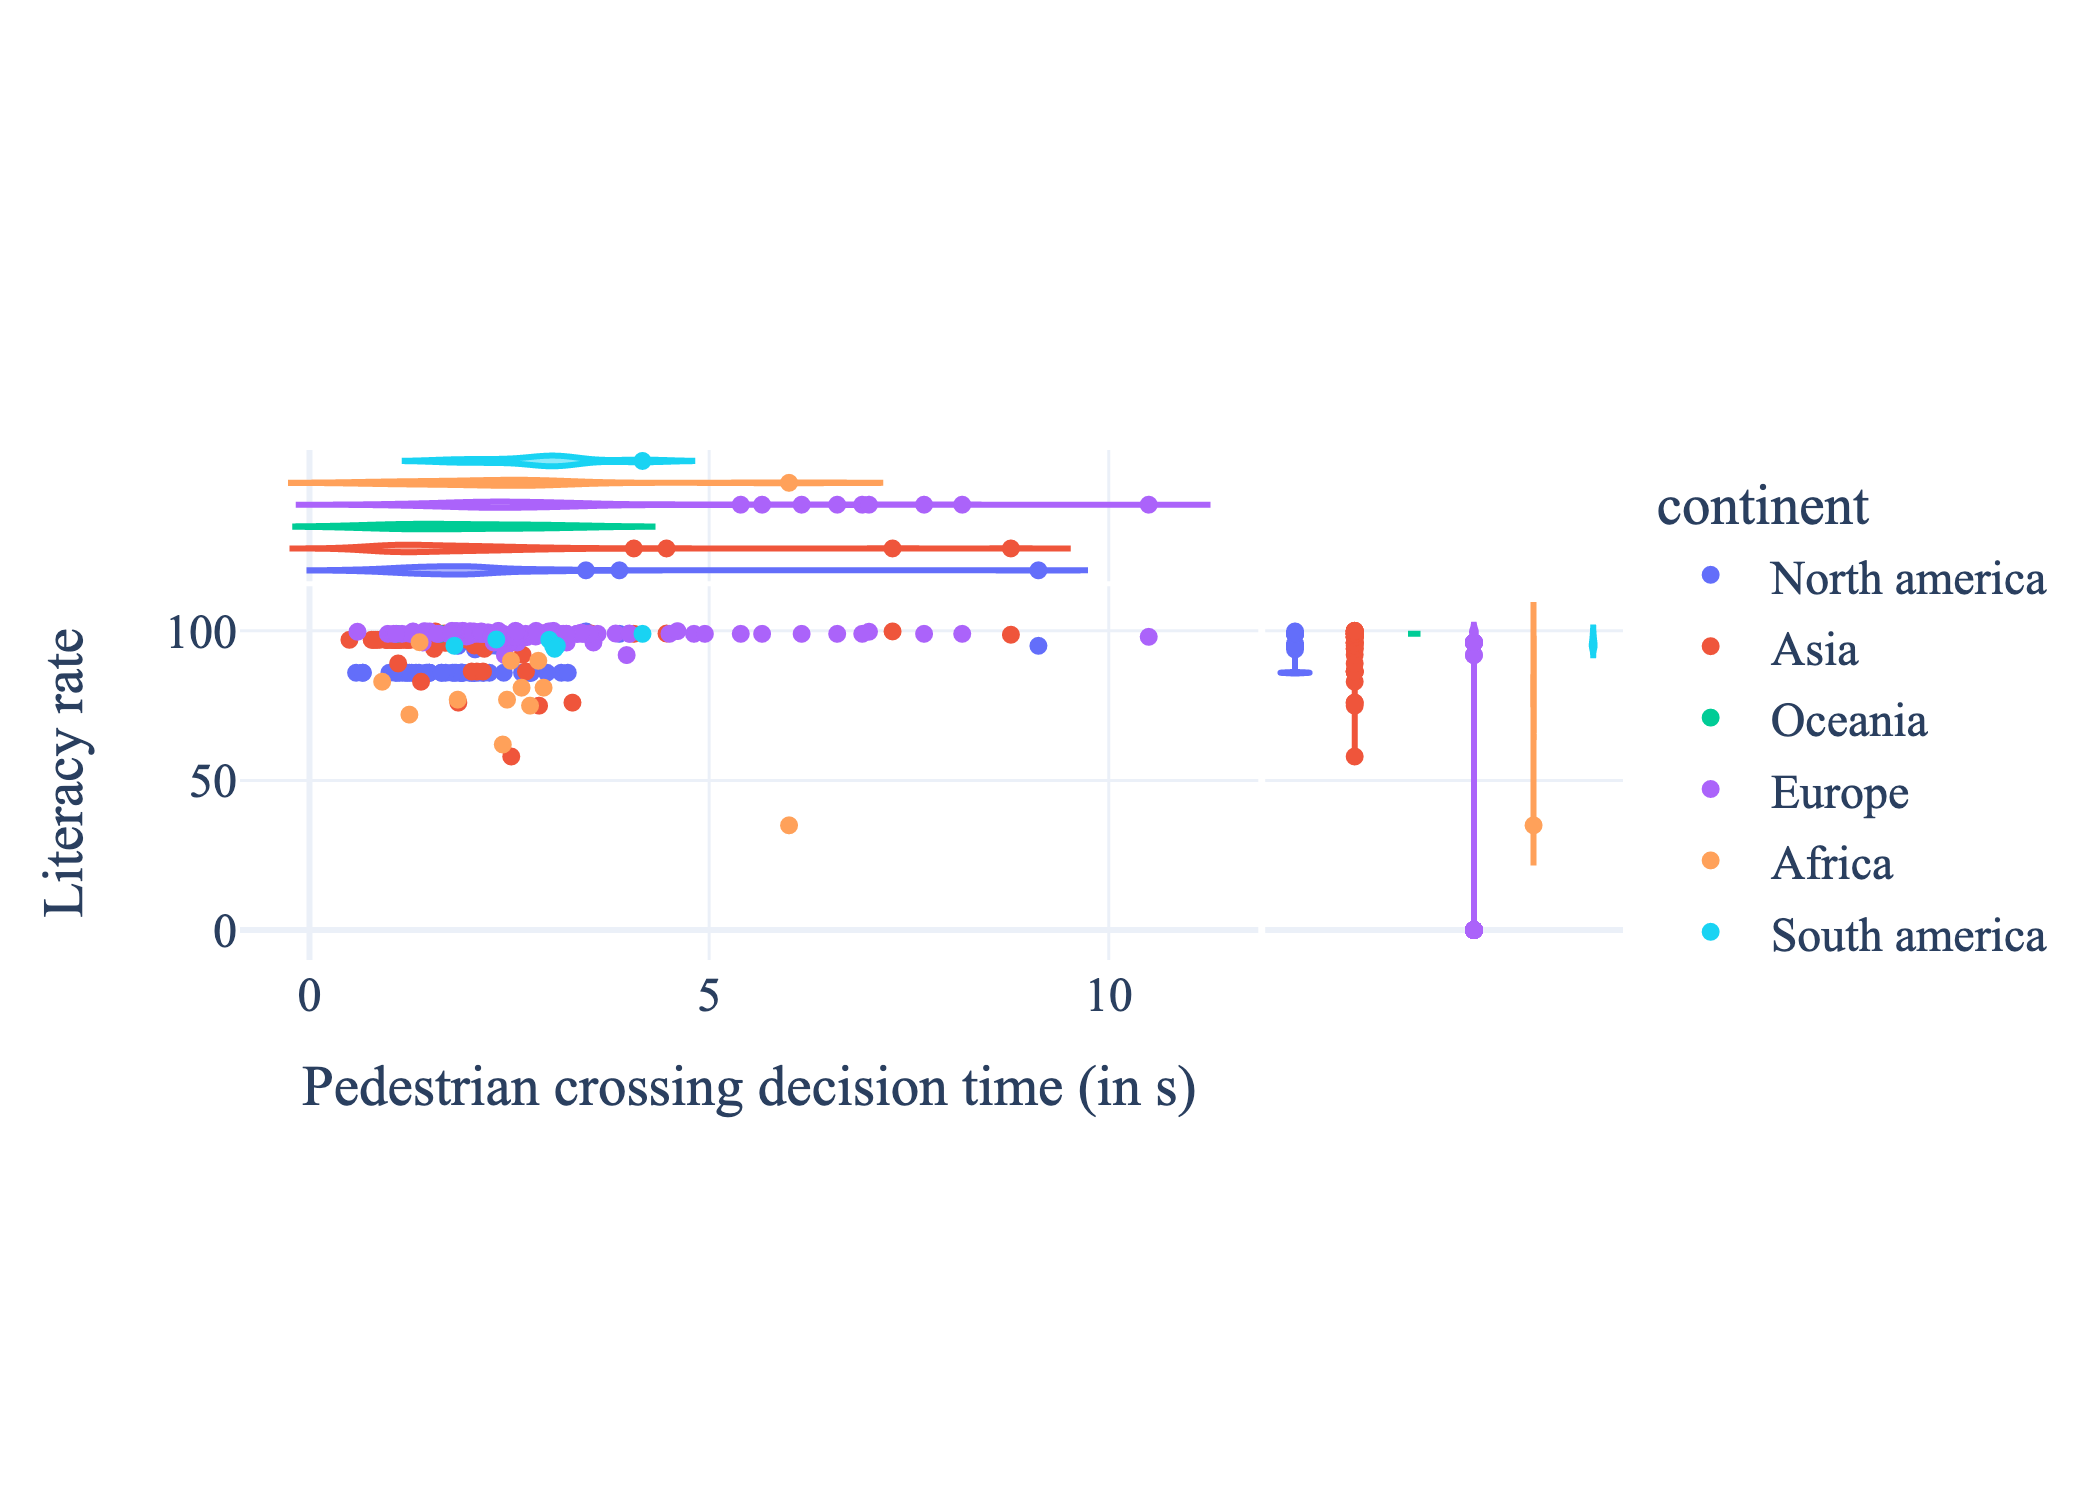 continent
North america
Asia
Oceania
Europe
Africa
South america
Literacy rate
100
50
0
0
5
10
Pedestrian crossing decision time (in s)